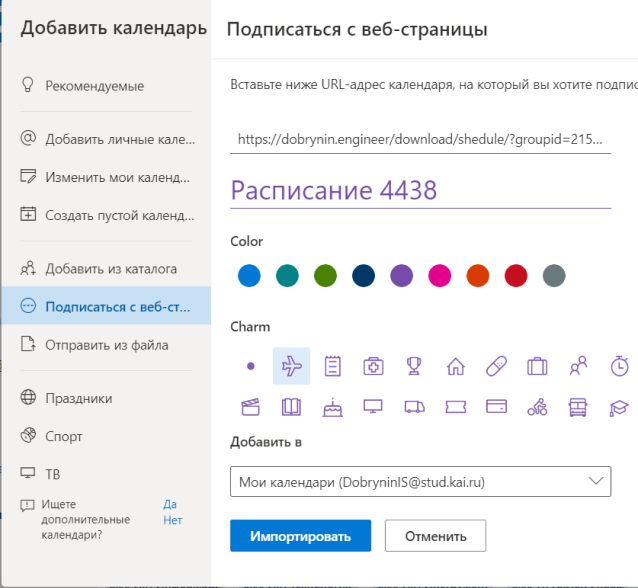 Добавить календарь
Рекомендуемые
Добавить личные кале...
Изменить мои календ...
Создать пустой календ...
Добавить из каталога
Подписаться с веб-ст...
Отправить из файла
Праздники
Спорт
ТВ
Ищете дополнительные календари?
Да
Нет
Подписаться с веб-страницы
Вставьте ниже URL-адрес календаря, на который вы хотите
https://dobrynin.engineer/download/shedule/?groupid=215...
Расписание 4438
Color
Charm
Добавить в
Мои календари (DobryninIS@stud.kai.ru)
Импортировать
Отменить